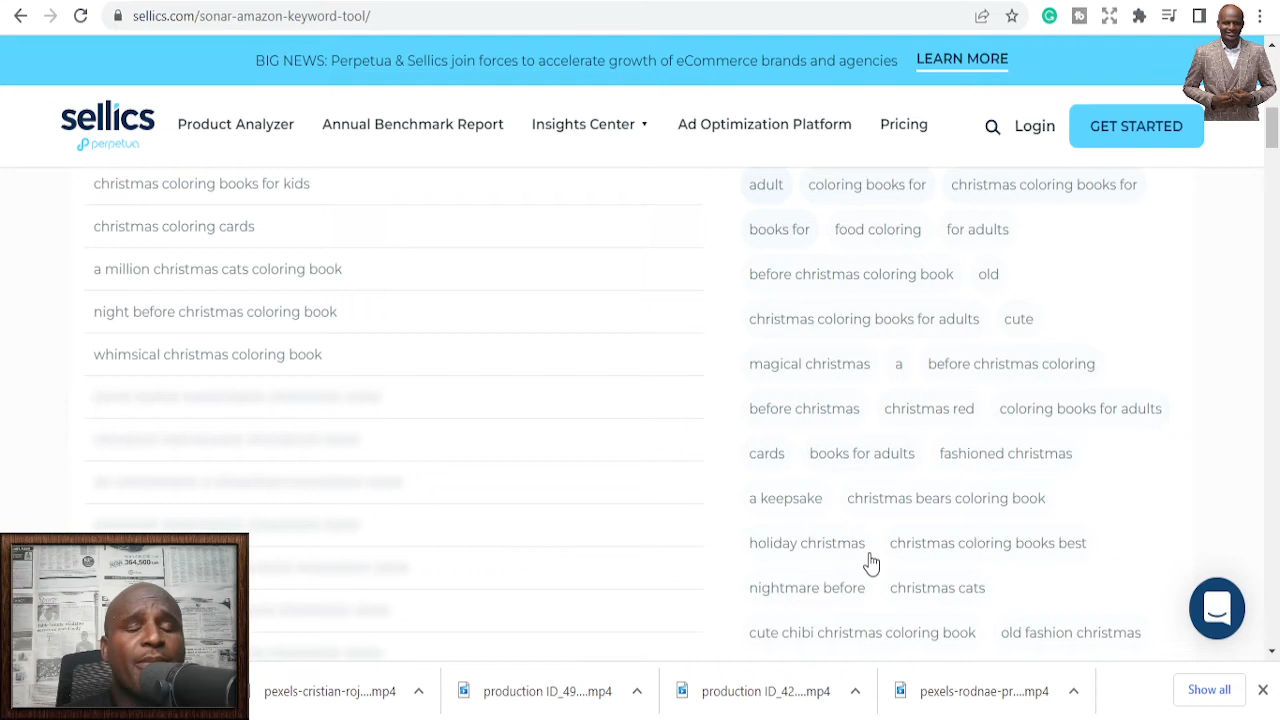 sellics.com/sonar-amazon-keyword-tool/
BIG NEWS: Perpetua & Sellics join forces to accelerate growth of eCommerce brands and agencies LEARN MORE
sellics
perpetua
Product Analyzer Annual Benchmark Report Insights Center Ad Optimization Platform Pricing Login GET STARTED
christmas coloring books for kids
christmas coloring cards
a million christmas cats coloring book
night before christmas coloring book
whimsical christmas coloring book
adult coloring books for christmas coloring books for
books for food coloring for adults
before christmas coloring book old
christmas coloring books for adults cute
magical christmas a before christmas coloring
before christmas christmas red coloring books for adults
cards books for adults fashioned christmas
a keepsake christmas bears coloring book
holiday christmas christmas coloring books best
nightmare before christmas cats
cute chibi christmas coloring book old fashion christmas
364,500
pexels-cristian-roj....mp4 production ID_49....mp4 production ID_42....mp4 pexels-rodnae-pr....mp4 Show all